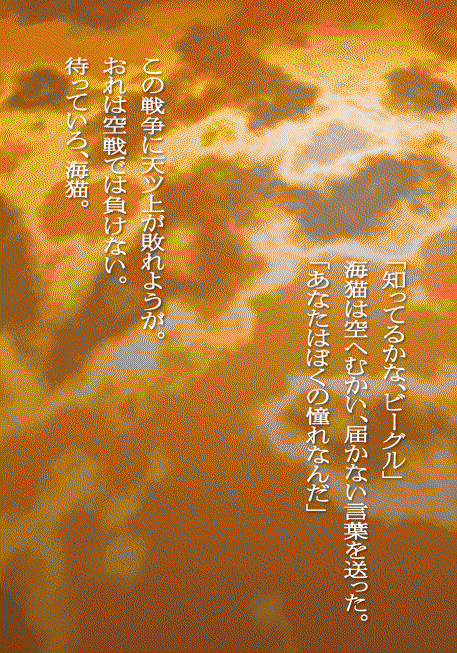 「知ってるかな、ビーグル」
海猫は空へむかい、届かない言葉を送った。
「あなたはぼくの憧れなんだ」
この戦争に天ツ上が敗れようが。
おれは空戦では負けない。
待っていろ、海猫。